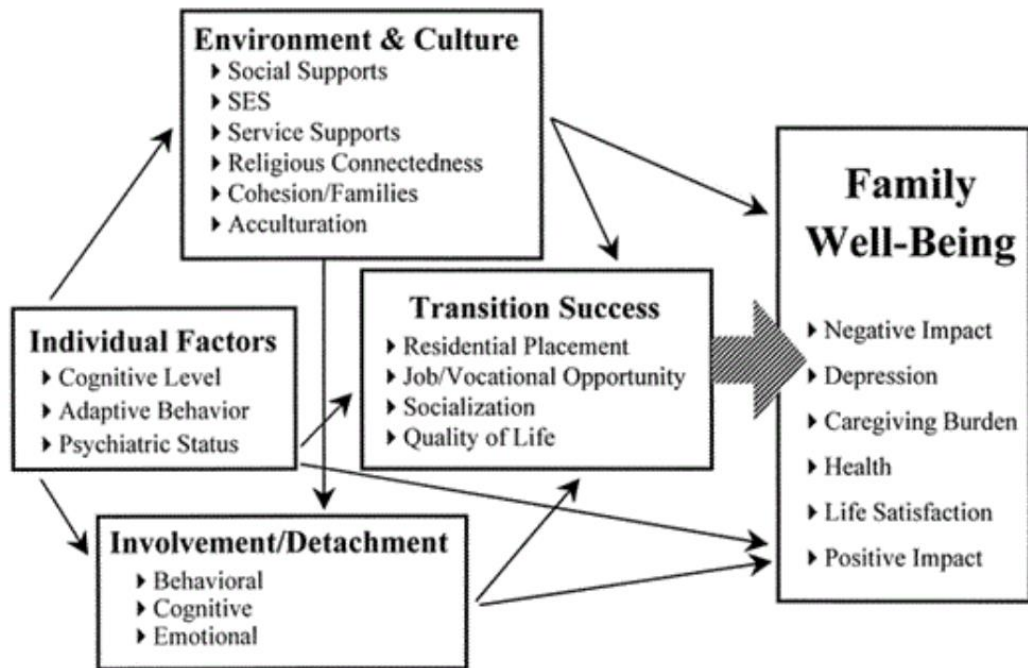 Environment & Culture
Social Supports
SES
Service Supports
Religious Connectedness
Cohesion/Families
Acculturation
Individual Factors
Cognitive Level
Adaptive Behavior
Psychiatric Status
Transition Success
Residential Placement
Job/Vocational Opportunity
Socialization
Quality of Life
Involvement/Detachment
Behavioral
Cognitive
Emotional
Family
Well-Being
Negative Impact
Depression
Caregiving Burden
Health
Life Satisfaction
Positive Impact